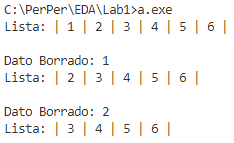 C:\PerPer\EDA\Lab1>a.exe
Lista: | 1 | 2 | 3 | 4 | 5 | 6 |
Dato Borrado: 1
Lista: | 2 | 3 | 4 | 5 | 6 |
Dato Borrado: 2
Lista: | 3 | 4 | 5 | 6 |